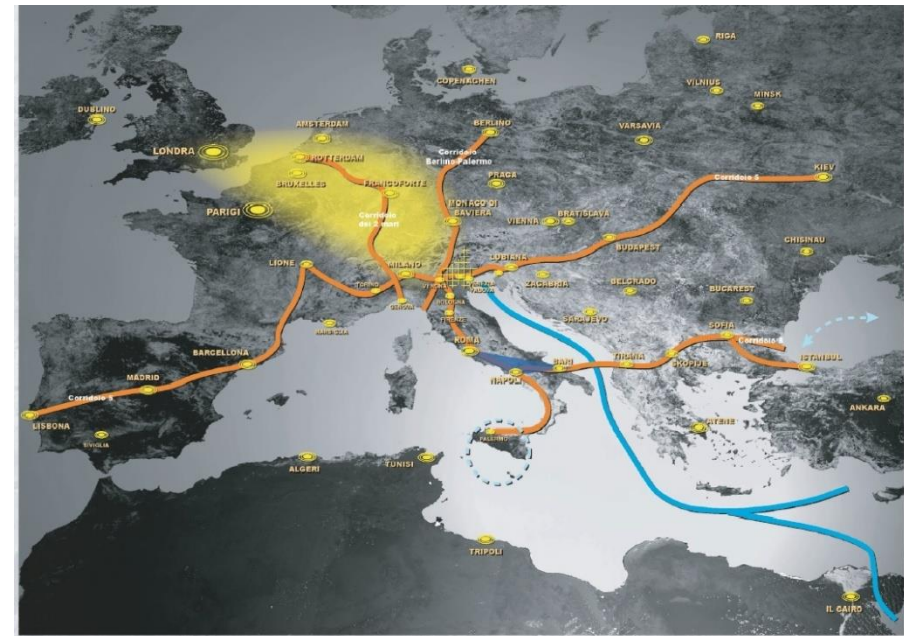 RIGA
COPENAGHEN
VILNIUS
MINSK
DUBLINO
AMSTERDAM
BERLINO
VARSAVIA
LONDRA
ROTTERDAM
Corridoio
Berlino-Palermo
KIEV
Corridoio 5
BRUXELLES
FRANCOFORTE
PRAGA
PARIGI
MONACO DI
BAVIERA
Corridoio
dei 2 mari
VIENNA
BRATISLAVA
BUDAPEST
CHISINAU
LIONE
MILANO
LUBIANA
TORINO
VERONA
PADOVA
ZAGABRIA
BELGRADO
BUCAREST
GENOVA
BOLOGNA
FIRENZE
SARAJEVO
SOFIA
Corridoio 8
BARCELLONA
ROMA
BARI
TIRANA
SKOPJE
ISTANBUL
MADRID
NAPOLI
Corridoio 5
ANKARA
LISBONA
SIVIGLIA
PALERMO
ATENE
ALGERI
TUNISI
TRIPOLI
IL CAIRO